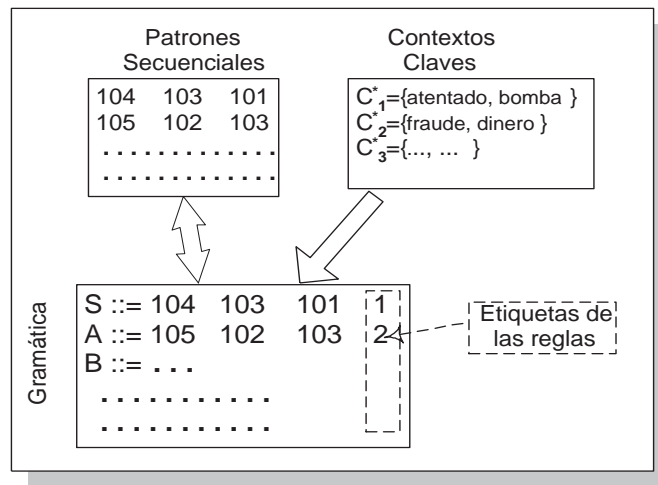 Patrones
Secuenciales
104 103 101
105 102 103
. . . . . . . . . . . . .
. . . . . . . . . . . . .
Contextos
Claves
C*1={atentado, bomba }
C*2={fraude, dinero }
C*3={..., ... }
Gramática
S ::= 104 103 101 1
A ::= 105 102 103 2
B ::= . . .
. . . . . . . . . . .
. . . . . . . . . . .
Etiquetas de
las reglas